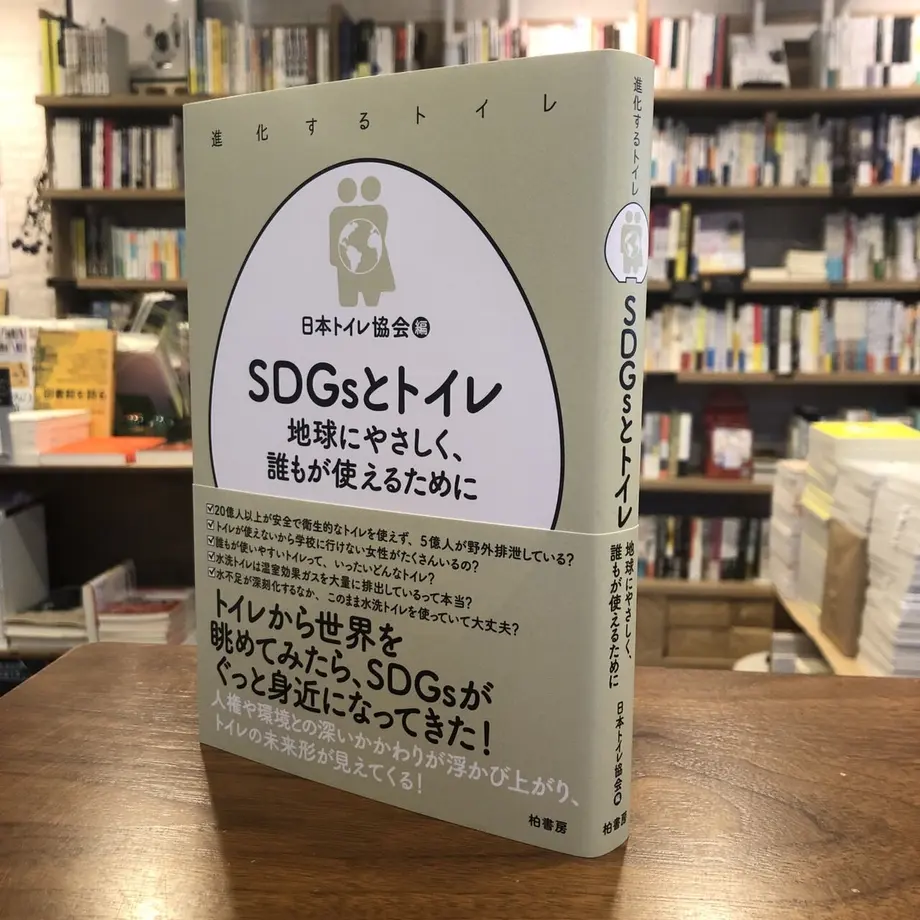 進化するトイレ
日本トイレ協会 編
SDGsとトイレ
地球にやさしく、
誰もが使えるために
☑20億人以上が安全で衛生的なトイレを使えず、5億人が野外排泄している?
☑トイレが使えないから学校に行けない女性がたくさんいるの?
☑誰もが使いやすいトイレって、いったいどんなトイレ?
☑水洗トイレは温室効果ガスを大量に排出しているって本当?
☑水不足が深刻化するなか、このまま水洗トイレを使っていて大丈夫?
トイレから世界を
眺めてみたら、SDGsが
ぐっと身近になってきた!
人権や環境との深いかかわりが浮かび上がり、
トイレの未来形が見えてくる!
柏書房
進化するトイレ
SDGsとトイレ
地球にやさしく、
誰もが使えるために
日本トイレ協会 編
柏書房
図書館を語る